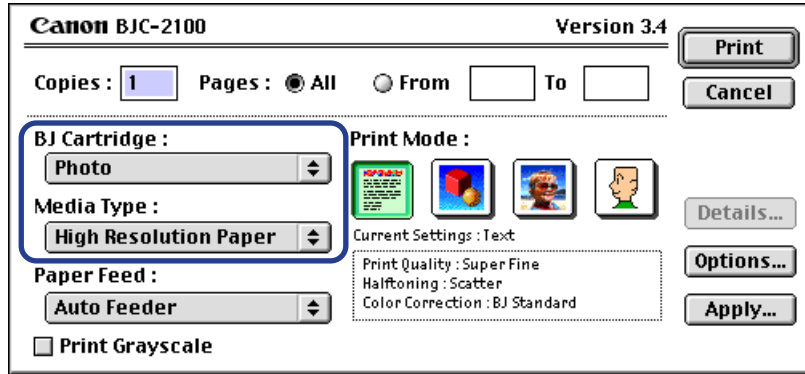 Canon BJC-2100 Version 3.4
Print
Copies : 1 Pages : All From To
Cancel
BJ Cartridge : Print Mode :
Photo
Media Type :
High Resolution Paper
Details...
Current Settings : Text
Print Quality : Super Fine
Options...
Paper Feed :
Halftoning : Scatter
Color Correction : BJ Standard
Auto Feeder
Apply...
Print Grayscale